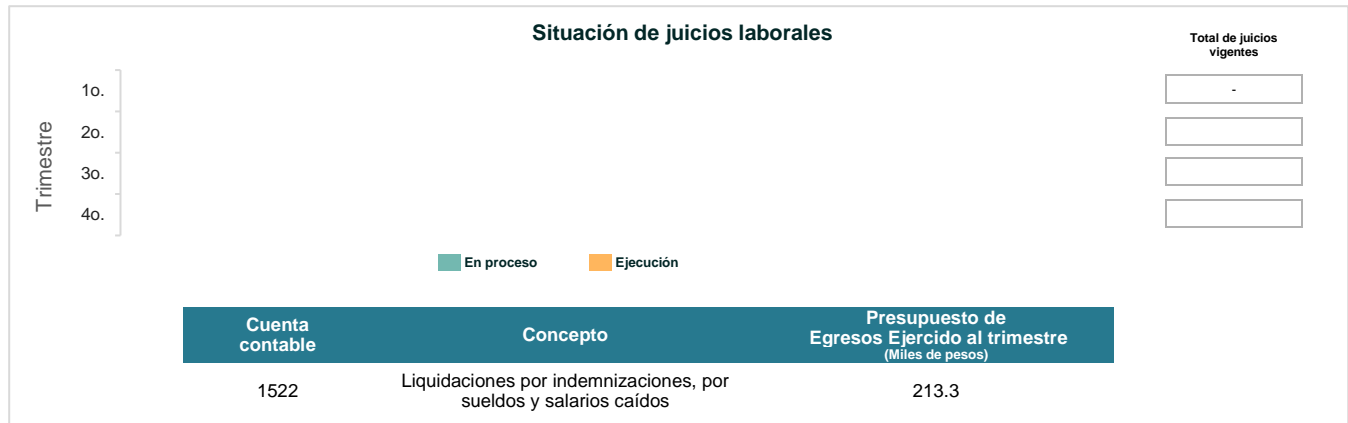 Situación de juicios laborales
Total de juicios
vigentes
Trimestre
1o.
-
2o.
3o.
4o.
En proceso
Ejecución
Cuenta
contable
Concepto
Presupuesto de
Egresos Ejercido al trimestre
(Miles de pesos)
1522
Liquidaciones por indemnizaciones, por
sueldos y salarios caídos
213.3